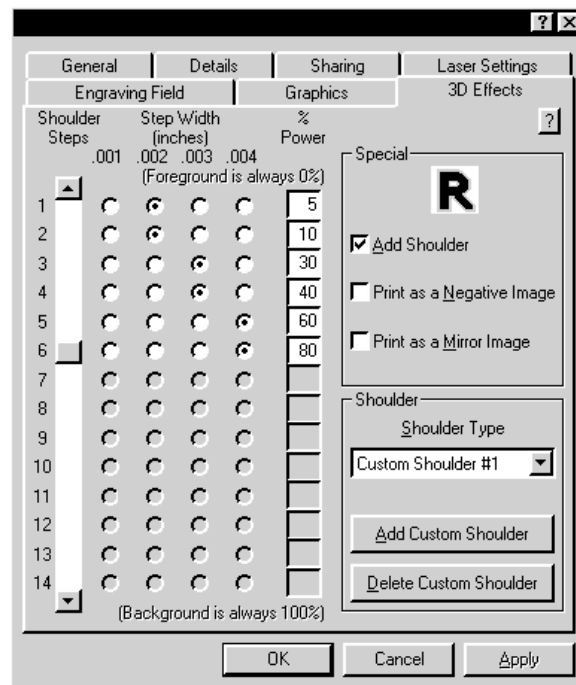 General Details Sharing Laser Settings
Engraving Field Graphics 3D Effects
Shoulder Step Width %
Steps (inches) Power
.001 .002 .003 .004
(Foreground is always 0%)
1 5
2 10
3 30
4 40
5 60
6 80
7
8
9
10
11
12
13
14
(Background is always 100%)
?
Special
R
Add Shoulder
Print as a Negative Image
Print as a Mirror Image
Shoulder
Shoulder Type
Custom Shoulder #1
Add Custom Shoulder
Delete Custom Shoulder
OK Cancel Apply